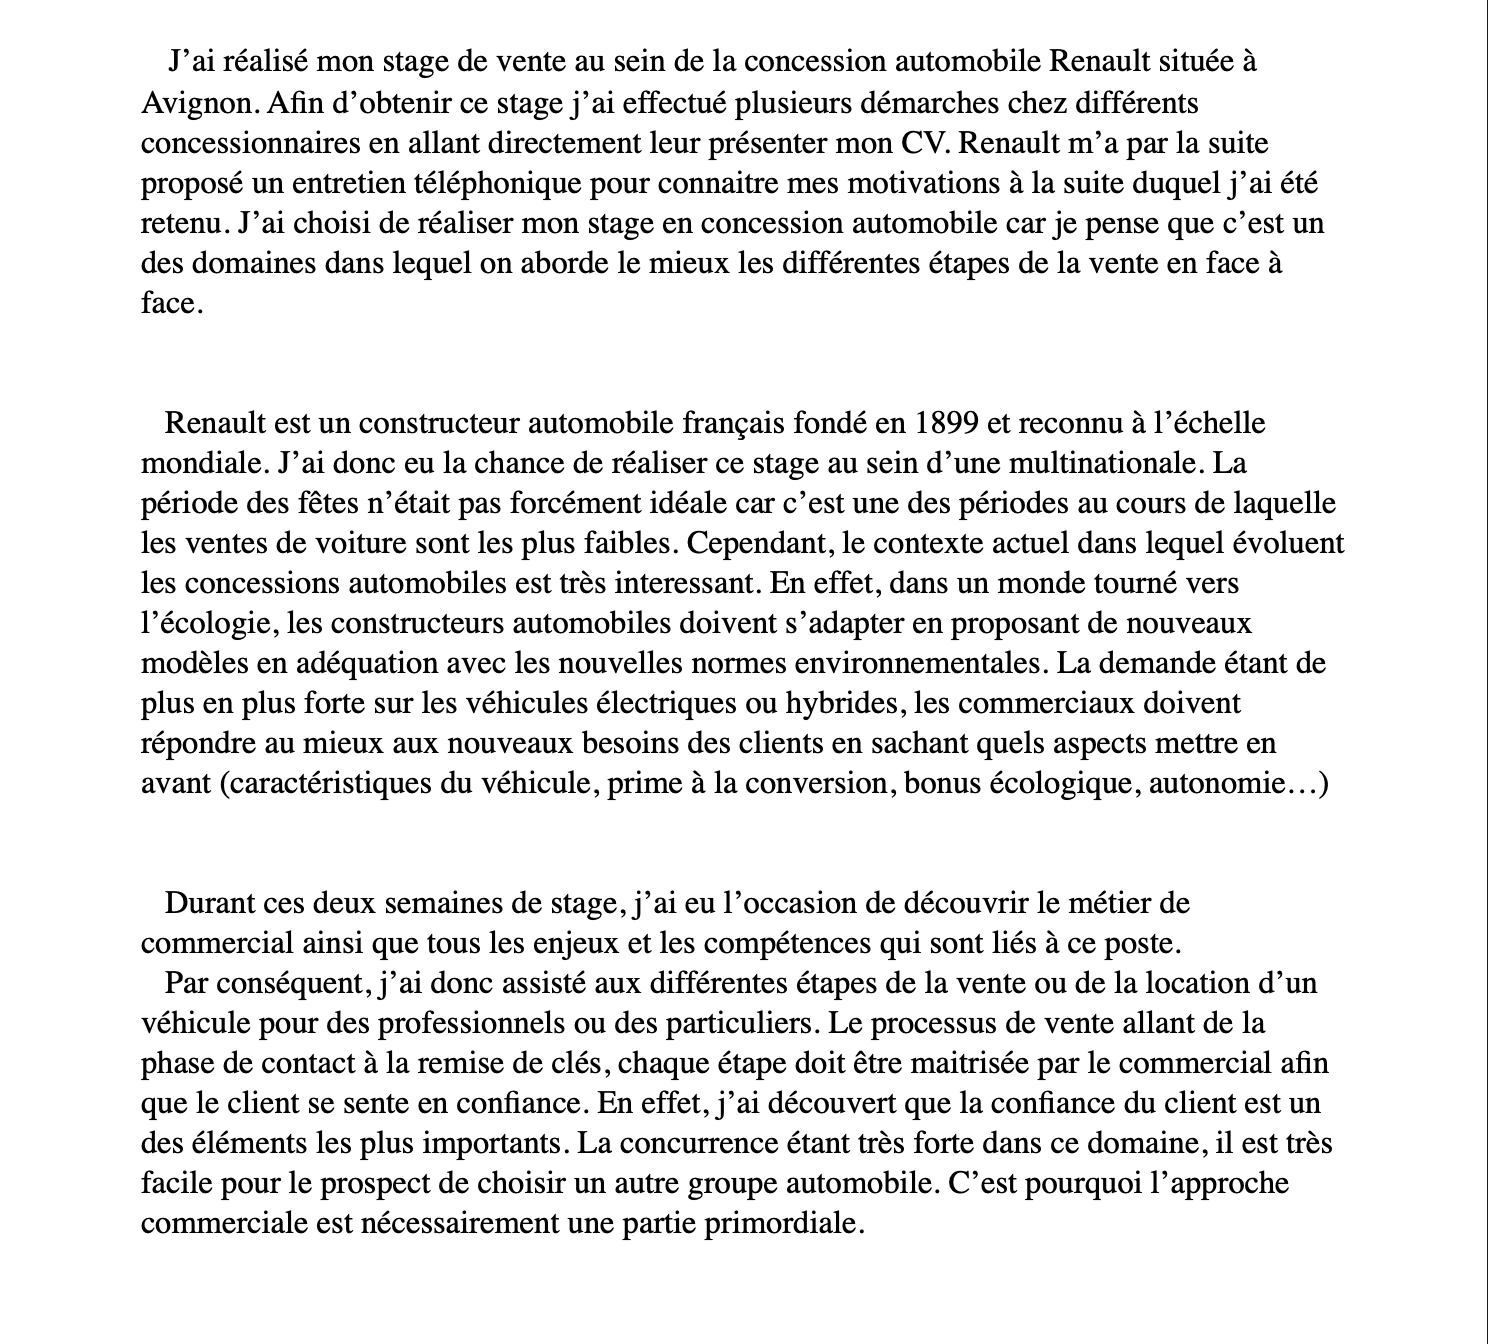 J’ai réalisé mon stage de vente au sein de la concession automobile Renault située à
Avignon. Afin d’obtenir ce stage j’ai effectué plusieurs démarches chez différents
concessionnaires en allant directement leur présenter mon CV. Renault m’a par la suite
proposé un entretien téléphonique pour connaitre mes motivations à la suite duquel j’ai été
retenu. J’ai choisi de réaliser mon stage en concession automobile car je pense que c’est un
des domaines dans lequel on aborde le mieux les différentes étapes de la vente en face à
face.
Renault est un constructeur automobile français fondé en 1899 et reconnu à l’échelle
mondiale. J’ai donc eu la chance de réaliser ce stage au sein d’une multinationale. La
période des fêtes n’était pas forcément idéale car c’est une des périodes au cours de laquelle
les ventes de voiture sont les plus faibles. Cependant, le contexte actuel dans lequel évoluent
les concessions automobiles est très interessant. En effet, dans un monde tourné vers
l’écologie, les constructeurs automobiles doivent s’adapter en proposant de nouveaux
modèles en adéquation avec les nouvelles normes environnementales. La demande étant de
plus en plus forte sur les véhicules électriques ou hybrides, les commerciaux doivent
répondre au mieux aux nouveaux besoins des clients en sachant quels aspects mettre en
avant (caractéristiques du véhicule, prime à la conversion, bonus écologique, autonomie…)
Durant ces deux semaines de stage, j’ai eu l’occasion de découvrir le métier de
commercial ainsi que tous les enjeux et les compétences qui sont liés à ce poste.
Par conséquent, j’ai donc assisté aux différentes étapes de la vente ou de la location d’un
véhicule pour des professionnels ou des particuliers. Le processus de vente allant de la
phase de contact à la remise de clés, chaque étape doit être maitrisée par le commercial afin
que le client se sente en confiance. En effet, j’ai découvert que la confiance du client est un
des éléments les plus importants. La concurrence étant très forte dans ce domaine, il est très
facile pour le prospect de choisir un autre groupe automobile. C’est pourquoi l’approche
commerciale est nécessairement une partie primordiale.